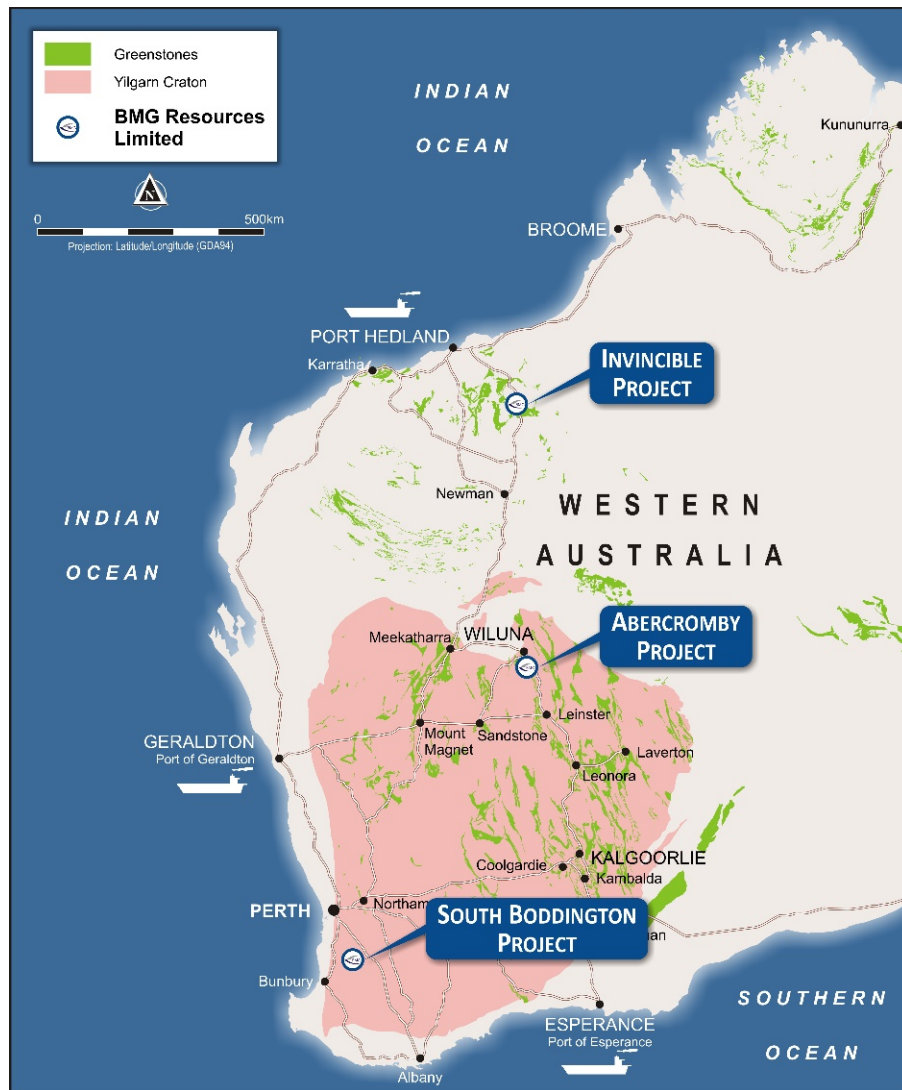 Greenstones
Yilgarn Craton
BMG Resources
Limited
N
0
500km
Projection: Latitude/Longitude (GDA94)
INDIAN
OCEAN
Kununurra
BROOME
PORT HEDLAND
Karratha
INVINCIBLE
PROJECT
Newman
WESTERN
AUSTRALIA
INDIAN
OCEAN
Meekatharra
WILUNA
ABERCROMBY
PROJECT
Leinster
Mount
Magnet
Sandstone
Laverton
GERALDTON
Port of Geraldton
Leonora
KALGOORLIE
Coolgardie
Kambalda
Northam
PERTH
SOUTH BODDINGTON
PROJECT
Bunbury
SOUTHERN
OCEAN
ESPERANCE
Port of Esperance
Albany